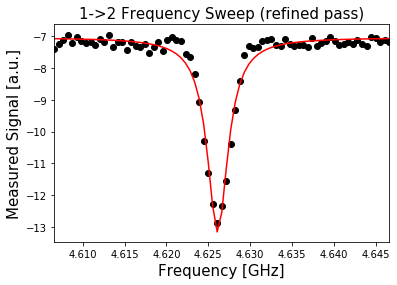 1->2 Frequency Sweep (refined pass)
Measured Signal [a.u.]
−7
−8
−9
−10
−11
−12
−13
4.610 4.615 4.620 4.625 4.630 4.635 4.640 4.645
Frequency [GHz]